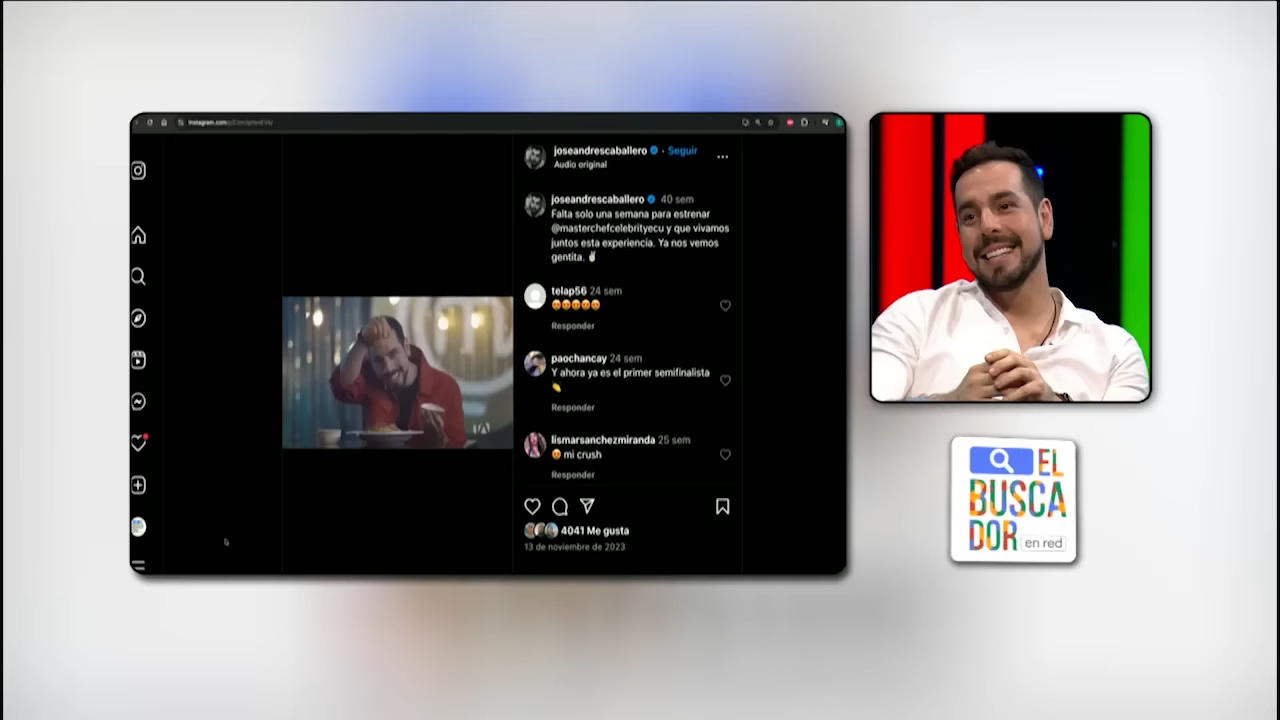 joseandrescaballero · Seguir
Audio original
joseandrescaballero 40 sem
Falta solo una semana para estrenar
@masterchefcelebrityecu y que vivamos
juntos esta experiencia. Ya nos vemos
gentita. ✌🏻
telap56 24 sem
😍😍😍😍😍
Responder
paochancay 24 sem
Y ahora ya es el primer semifinalista
👏
Responder
lismarsanchezmiranda 25 sem
😍 mi crush
Responder
4041 Me gusta
13 de noviembre de 2023
EL
BUSCA
DOR
en red